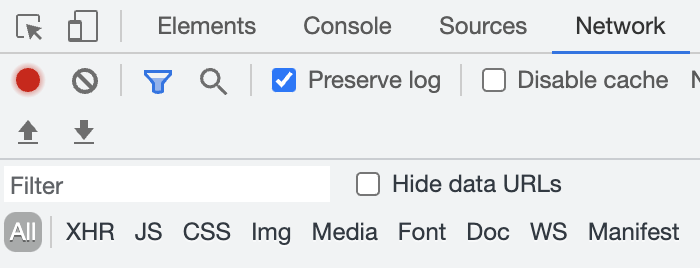 Elements Console Sources Network
Preserve log Disable cache
Filter Hide data URLs
All XHR JS CSS Img Media Font Doc WS Manifest